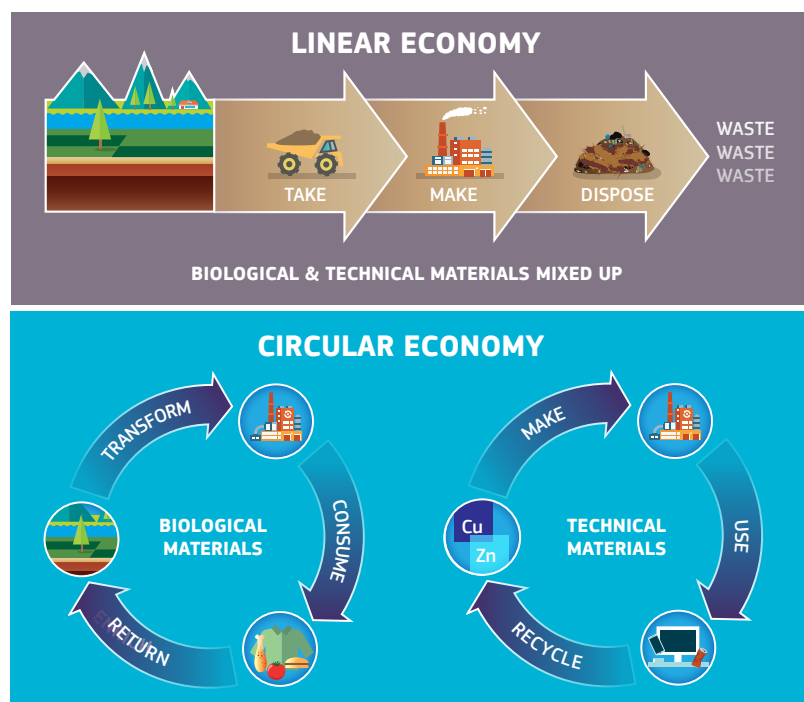 LINEAR ECONOMY
TAKE
MAKE
DISPOSE
WASTE
WASTE
WASTE
BIOLOGICAL & TECHNICAL MATERIALS MIXED UP
CIRCULAR ECONOMY
TRANSFORM
CONSUME
RETURN
BIOLOGICAL
MATERIALS
MAKE
USE
RECYCLE
Cu
Zn
TECHNICAL
MATERIALS